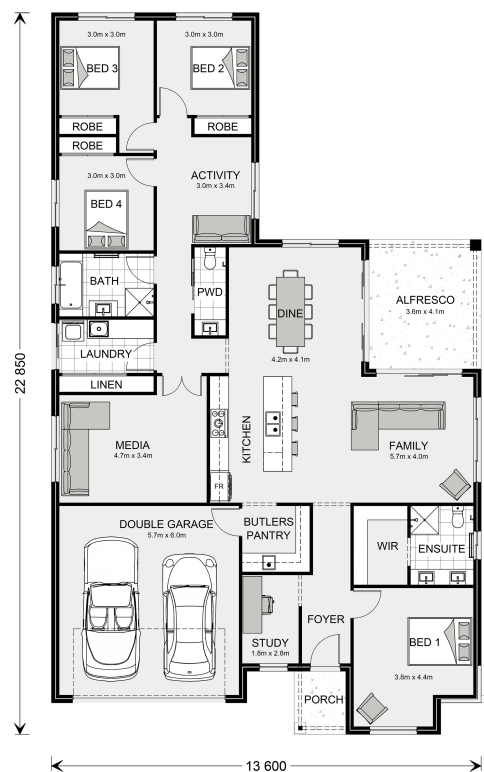 3.0m x 3.0m
BED 3
3.0m x 3.0m
BED 2
ROBE
ROBE
ROBE
3.0m x 3.0m
BED 4
ACTIVITY
3.0m x 3.4m
BATH
PWD
DINE
4.2m x 4.1m
ALFRESCO
3.6m x 4.1m
LAUNDRY
LINEN
22 850
MEDIA
4.7m x 3.4m
KITCHEN
FR
FAMILY
5.7m x 4.0m
DOUBLE GARAGE
5.7m x 6.0m
BUTLERS
PANTRY
WIR
ENSUITE
STUDY
1.8m x 2.8m
FOYER
BED 1
3.8m x 4.4m
PORCH
13 600